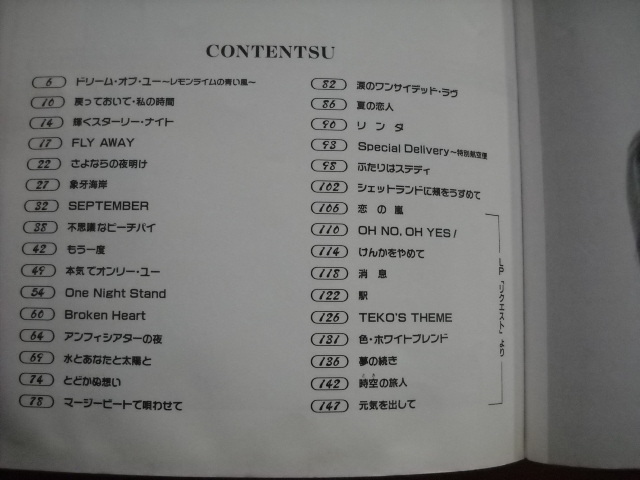 CONTENTSU
6 ドリーム・オブ・ユー〜レモンライムの青い風〜
10 戻っておいで・私の時間
14 輝くスターリー・ナイト
17 FLY AWAY
22 さよならの夜明け
27 象牙海岸
32 SEPTEMBER
38 不思議なピーチパイ
42 もう一度
49 本気でオンリー・ユー
54 One Night Stand
60 Broken Heart
64 アンフィシアターの夜
69 水とあなたと太陽と
74 とどかぬ想い
78 マージービートで唄わせて
82 涙のワンサイデッド・ラヴ
86 夏の恋人
90 リンダ
93 Special Delivery〜特別航空便
98 ふたりはステディ
102 シェットランドに頬をうずめて
106 恋の嵐
110 OH NO, OH YES!
114 けんかをやめて
118 消息
122 駅
126 TEKO'S THEME
131 色・ホワイトブレンド
136 夢の続き
142 時空の旅人
147 元気を出して
LP「リクエスト」より